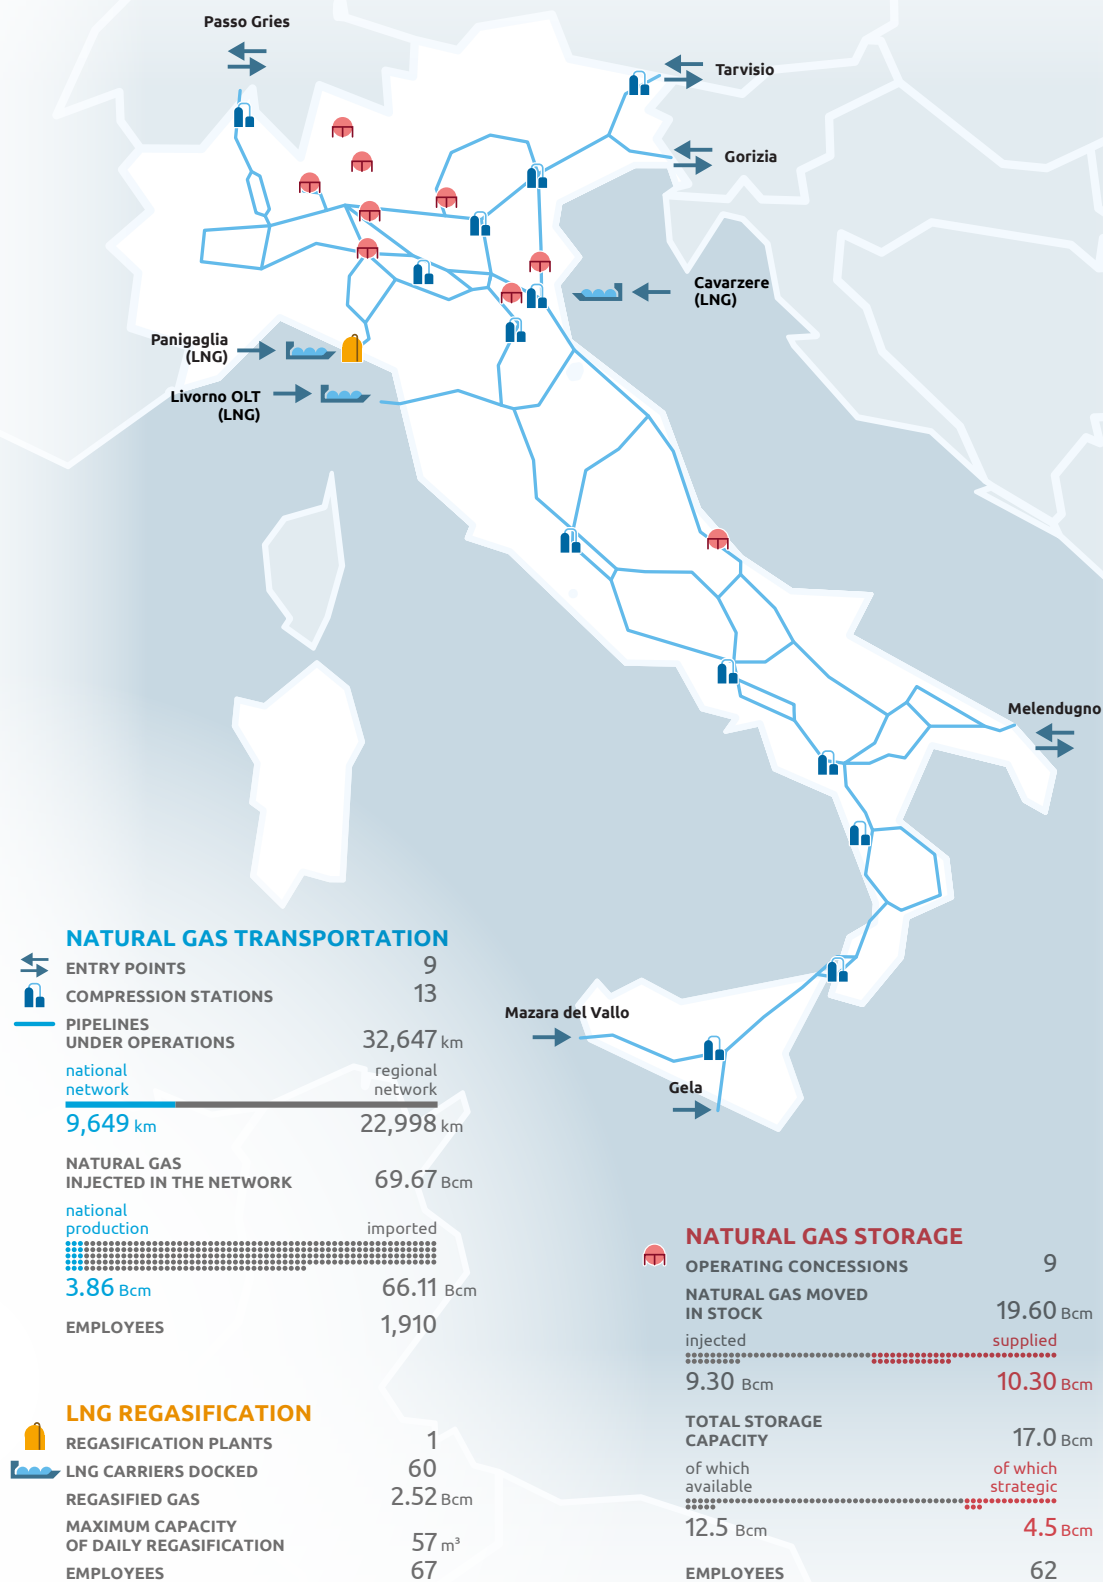 Passo Gries
Tarvisio
Gorizia
Cavarzere
(LNG)
Panigaglia
(LNG)
Livorno OLT
(LNG)
Melendugno
Mazara del Vallo
Gela
NATURAL GAS TRANSPORTATION
ENTRY POINTS 9
COMPRESSION STATIONS 13
PIPELINES
UNDER OPERATIONS 32,647 km
national regional
network network
9,649 km 22,998 km
NATURAL GAS
INJECTED IN THE NETWORK 69.67 Bcm
national
production imported
3.86 Bcm 66.11 Bcm
EMPLOYEES 1,910
LNG REGASIFICATION
REGASIFICATION PLANTS 1
LNG CARRIERS DOCKED 60
REGASIFIED GAS 2.52 Bcm
MAXIMUM CAPACITY
OF DAILY REGASIFICATION 57 m³
EMPLOYEES 67
NATURAL GAS STORAGE
OPERATING CONCESSIONS 9
NATURAL GAS MOVED
IN STOCK 19.60 Bcm
injected supplied
9.30 Bcm 10.30 Bcm
TOTAL STORAGE
CAPACITY 17.0 Bcm
of which of which
available strategic
12.5 Bcm 4.5 Bcm
EMPLOYEES 62